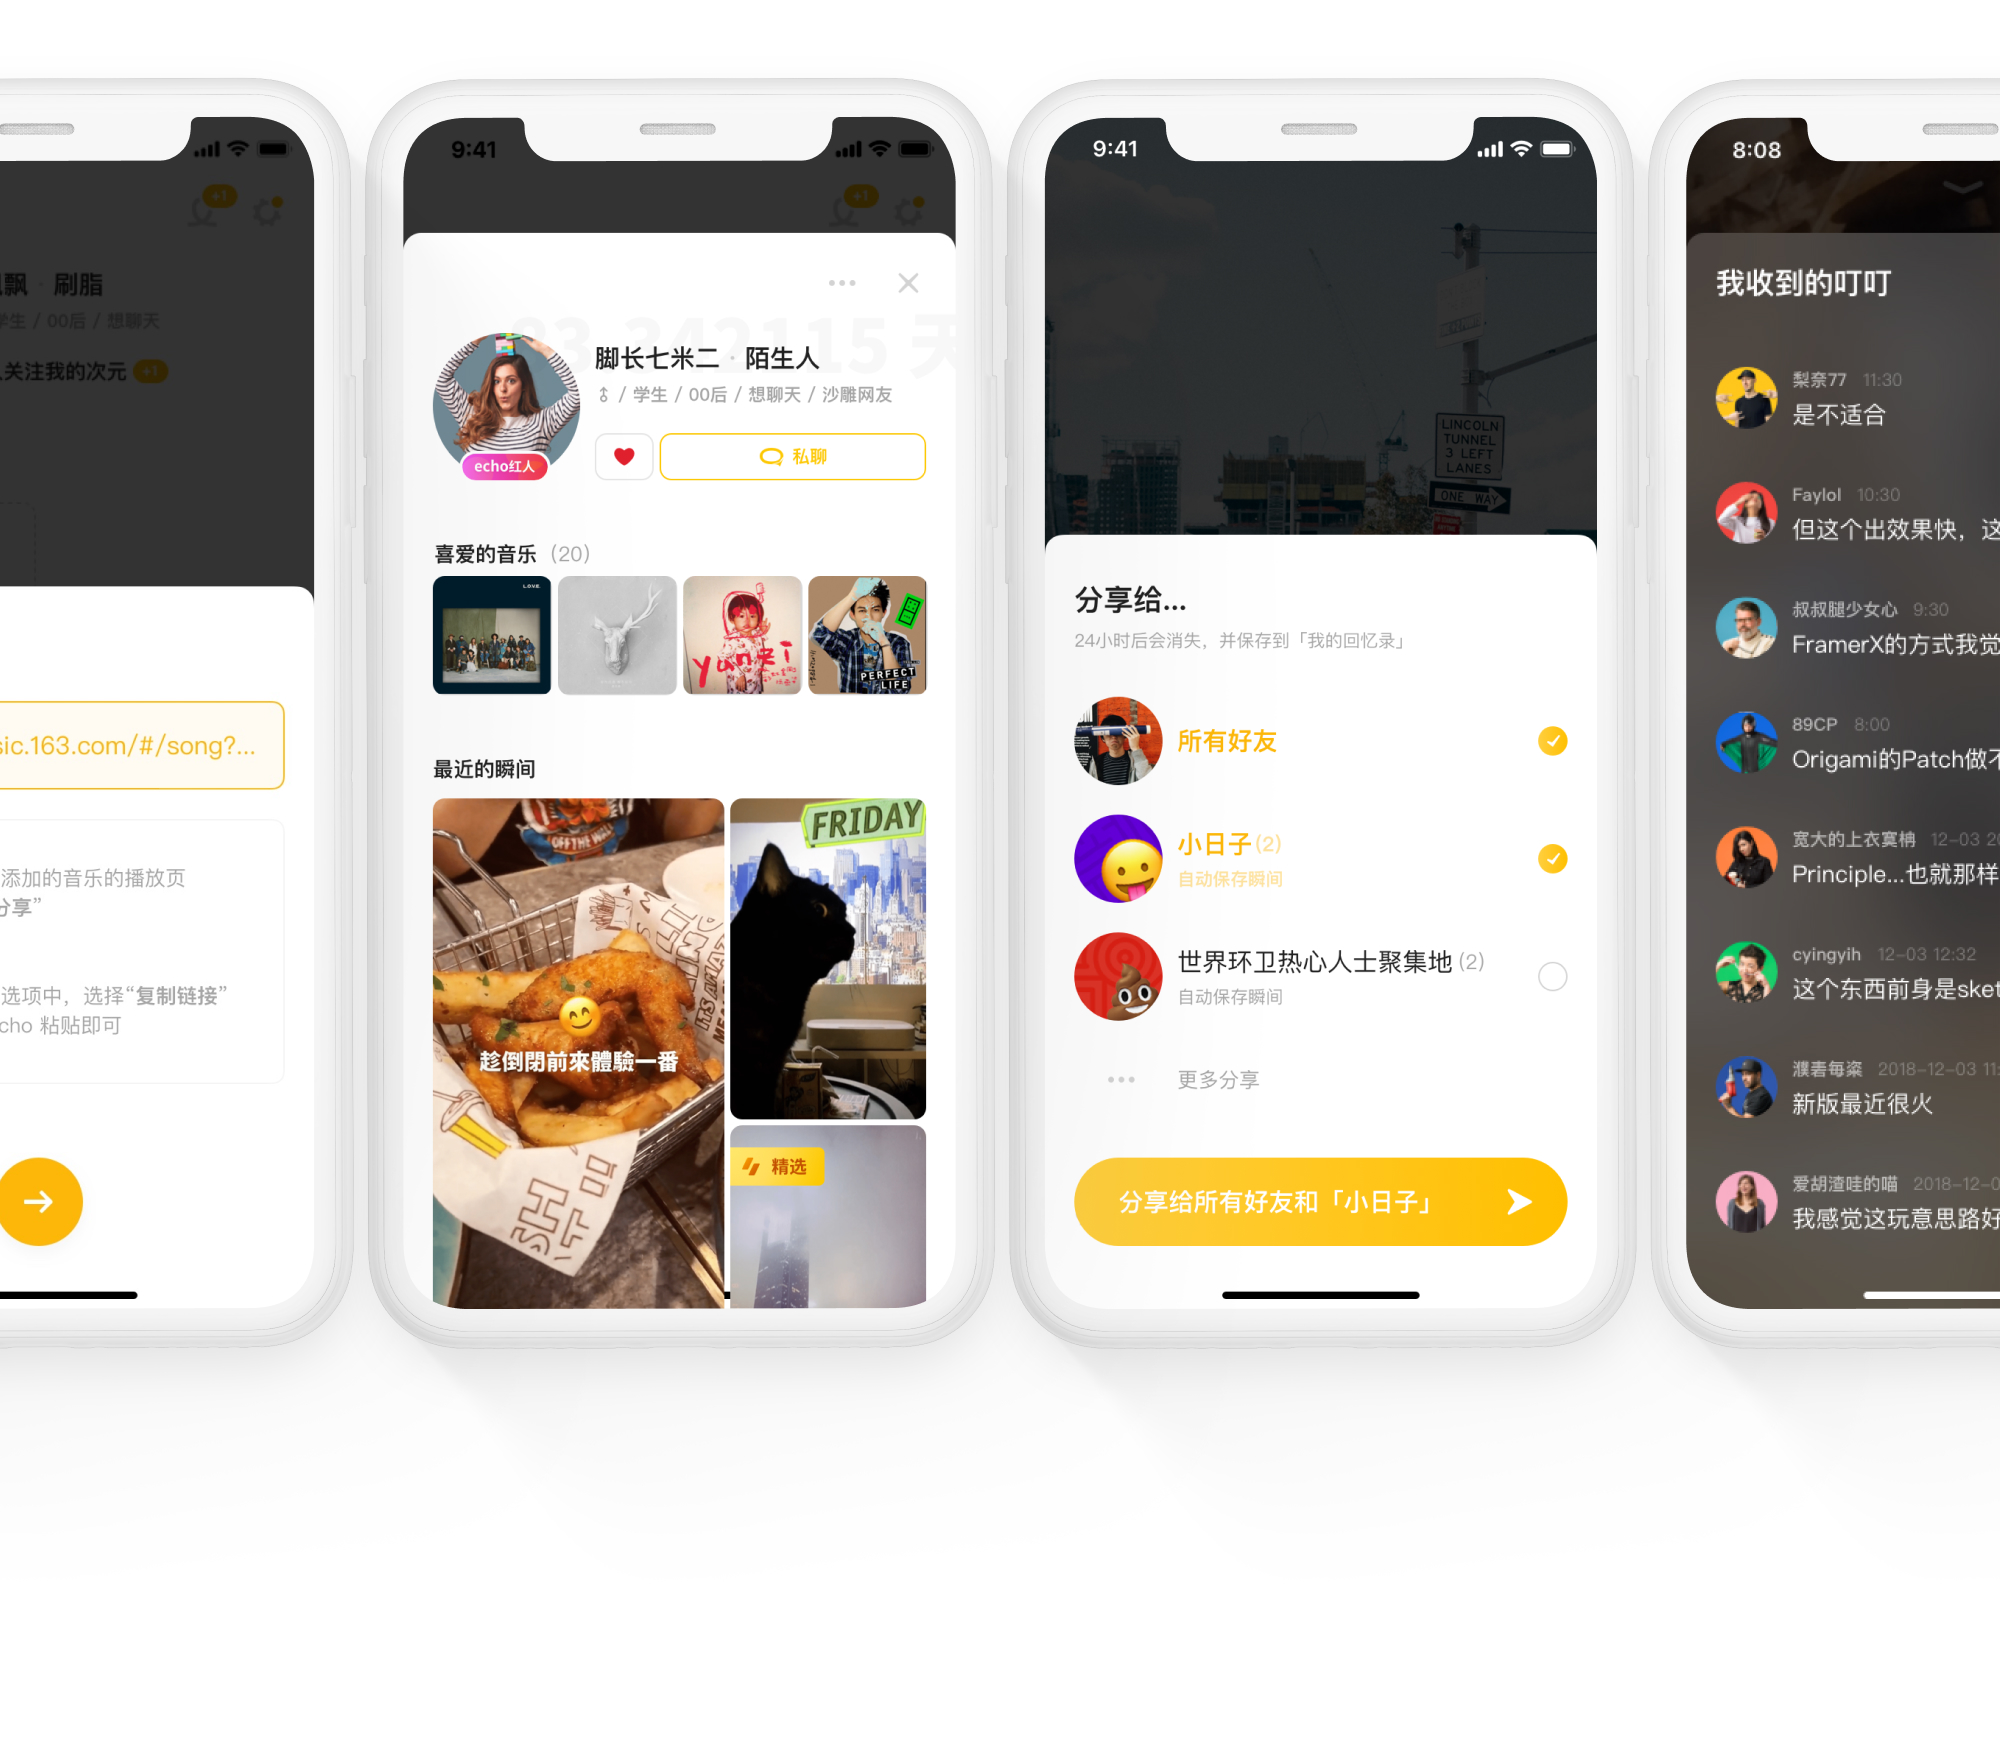 +1
飘 · 刷脂
学生 / 00后 / 想聊天
关注我的次元 +1
sic.163.com/#/song?...
添加的音乐的播放页
分享”
选项中，选择“复制链接”
cho 粘贴即可
9:41
+1
83.342115 天
脚长七米二 · 陌生人
/ 学生 / 00后 / 想聊天 / 沙雕网友
echo红人
私聊
喜爱的音乐 (20)
L.O.V.E.
yanzi
PERFECT
LIFE
最近的瞬间
OFF THE WALL
趁倒閉前來體驗一番
FRIDAY
精选
9:41
LINCOLN
TUNNEL
3 LEFT
LANES
ONE WAY
分享给...
24小时后会消失，并保存到「我的回忆录」
所有好友
小日子 (2)
自动保存瞬间
世界环卫热心人士聚集地 (2)
自动保存瞬间
更多分享
分享给所有好友和「小日子」
8:08
我收到的叮叮
梨奈77 11:30
是不适合
Faylol 10:30
但这个出效果快，这
叔叔腿少女心 9:30
FramerX的方式我觉
89CP 8:00
Origami的Patch做不
宽大的上衣寞柟 12-03 20
Principle...也就那样
cyingyih 12-03 12:32
这个东西前身是sket
2018-12-03 11:
新版最近很火
爱胡渣哇的喵 2018-12-0
我感觉这玩意思路好